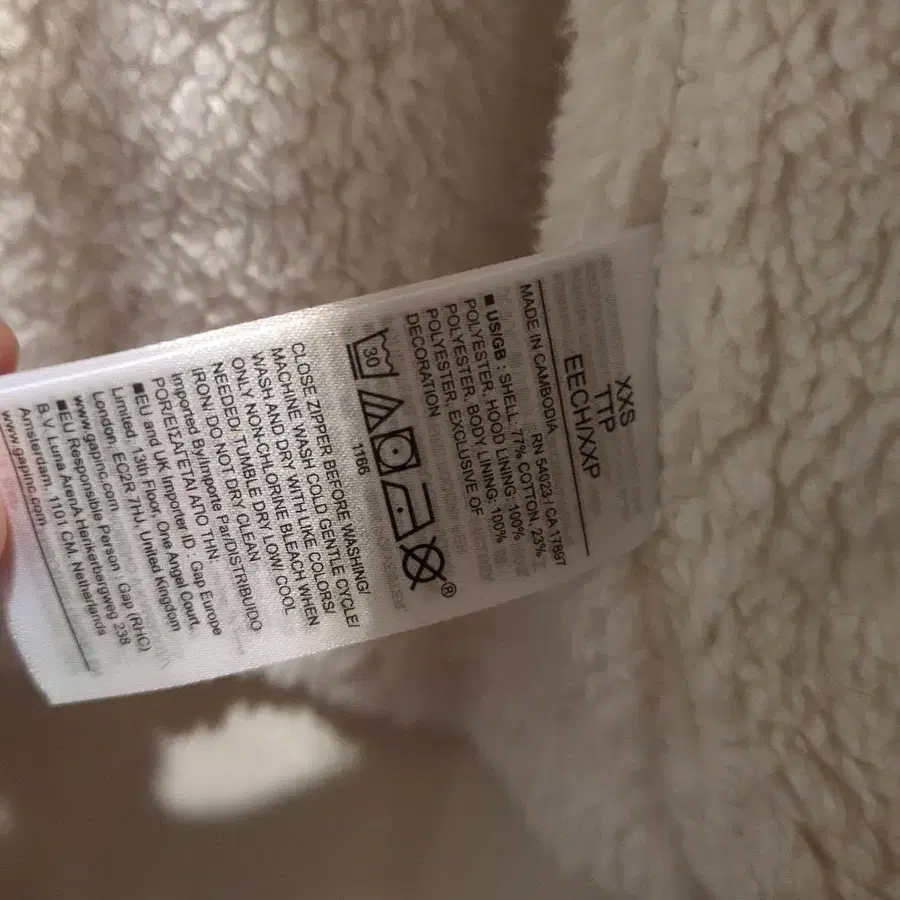 XXS
TTP
EECH/XXP
MADE IN CAMBODIA
RN 54023 / CA 17897
■ US/GB : SHELL: 77% COTTON, 23%
POLYESTER, HOOD LINING: 100%
POLYESTER, BODY LINING: 100%
POLYESTER, EXCLUSIVE OF
DECORATION
30
®
1166
CLOSE ZIPPER BEFORE WASHING/
MACHINE WASH COLD GENTLE CYCLE/
WASH AND DRY WITH LIKE COLORS/
ONLY NON-CHLORINE BLEACH WHEN
NEEDED/ TUMBLE DRY LOW/ COOL
IRON/ DO NOT DRY CLEAN
Imported By/Importe Par/DISTRIBUIDO
POR/ΕΙΣΑΓΕΤΑΙ ΑΠΟ ΤΗΝ:
■EU and UK Importer ID : Gap Europe
Limited, 13th Floor, One Angel Court,
London, EC2R 7HJ, United Kingdom
www.gapinc.com
■EU Responsible Person : Gap (RHC)
B.V Luna ArenA Herikerbergweg 238
Amsterdam, 1101 CM, Netherlands
www.gapinc.com